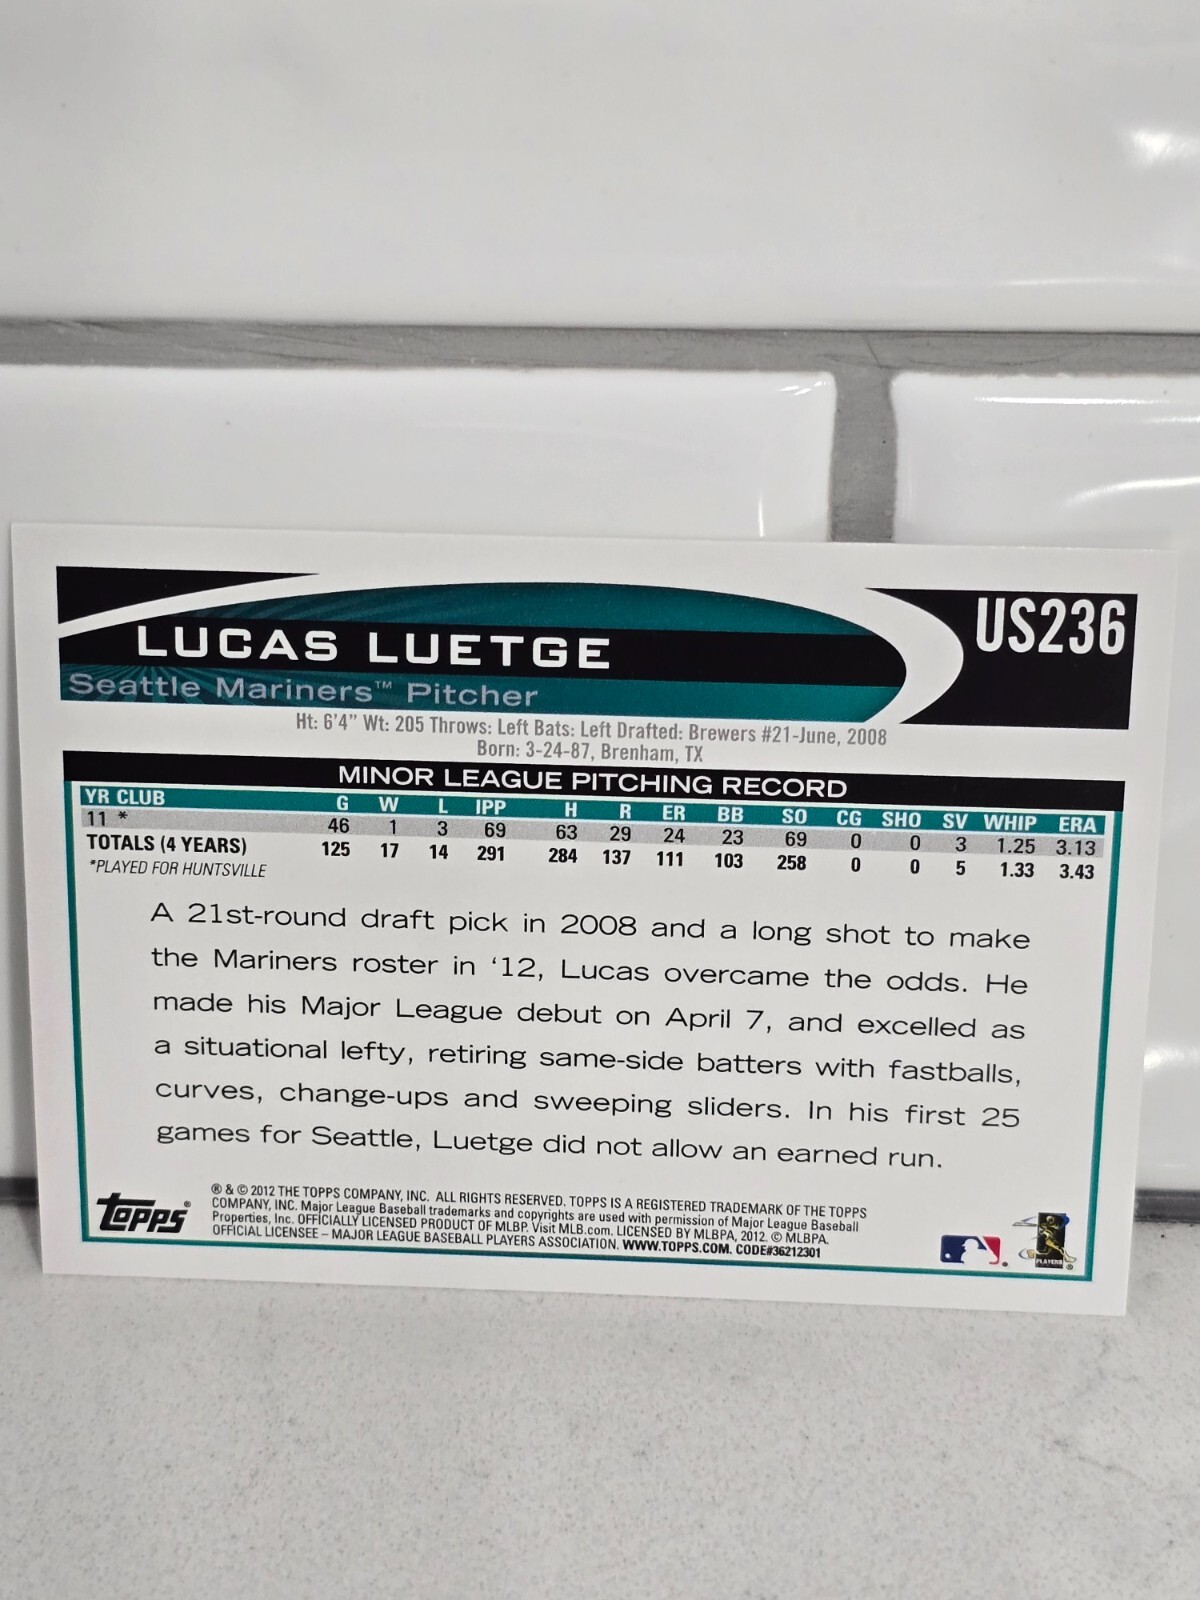 US236
LUCAS LUETGE
Seattle Mariners™ Pitcher
Ht: 6'4" Wt: 205 Throws: Left Bats: Left Drafted: Brewers #21-June, 2008
Born: 3-24-87, Brenham, TX
MINOR LEAGUE PITCHING RECORD
YR CLUB G W L IPP H R ER BB SO CG SHO SV WHIP ERA
11 * 46 1 3 69 63 29 24 23 69 0 0 3 1.25 3.13
TOTALS (4 YEARS) 125 17 14 291 284 137 111 103 258 0 0 5 1.33 3.43
*PLAYED FOR HUNTSVILLE
A 21st-round draft pick in 2008 and a long shot to make
the Mariners roster in '12, Lucas overcame the odds. He
made his Major League debut on April 7, and excelled as
a situational lefty, retiring same-side batters with fastballs,
curves, change-ups and sweeping sliders. In his first 25
games for Seattle, Luetge did not allow an earned run.
Topps®
® & © 2012 THE TOPPS COMPANY, INC. ALL RIGHTS RESERVED. TOPPS IS A REGISTERED TRADEMARK OF THE TOPPS
COMPANY, INC. Major League Baseball trademarks and copyrights are used with permission of Major League Baseball
Properties, Inc. OFFICIALLY LICENSED PRODUCT OF MLBP. Visit MLB.com. LICENSED BY MLBPA, 2012. © MLBPA.
OFFICIAL LICENSEE – MAJOR LEAGUE BASEBALL PLAYERS ASSOCIATION. WWW.TOPPS.COM. CODE#36212301
PLAYERS ®